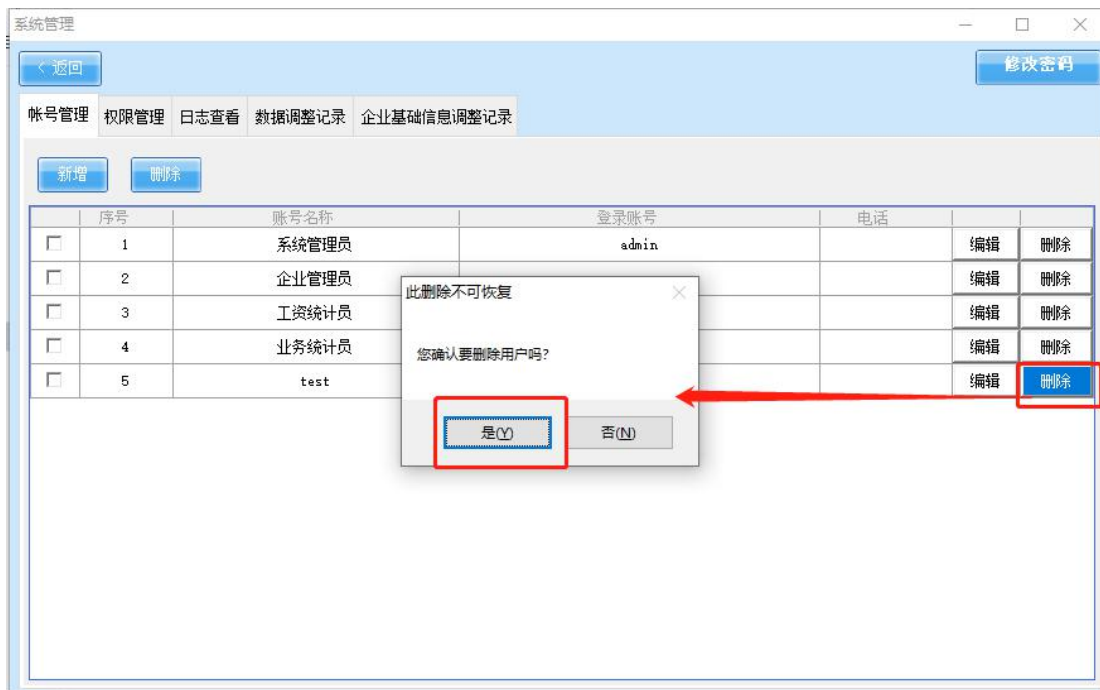 系统管理
< 返回
修改密码
帐号管理 权限管理 日志查看 数据调整记录 企业基础信息调整记录
新增 删除
序号 账号名称 登录账号 电话
1 系统管理员 admin 编辑 删除
2 企业管理员 编辑 删除
3 工资统计员 编辑 删除
4 业务统计员 编辑 删除
5 test 编辑 删除
此删除不可恢复
您确认要删除用户吗?
是(Y) 否(N)